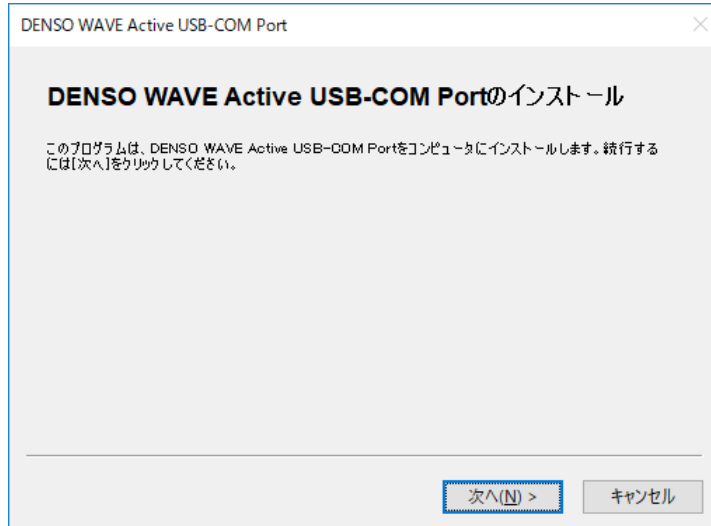 DENSO WAVE Active USB-COM Port
DENSO WAVE Active USB-COM Portのインストール
このプログラムは、DENSO WAVE Active USB-COM Portをコンピュータにインストールします。続行する
には[次へ]をクリックしてください。
次へ(N) >
キャンセル